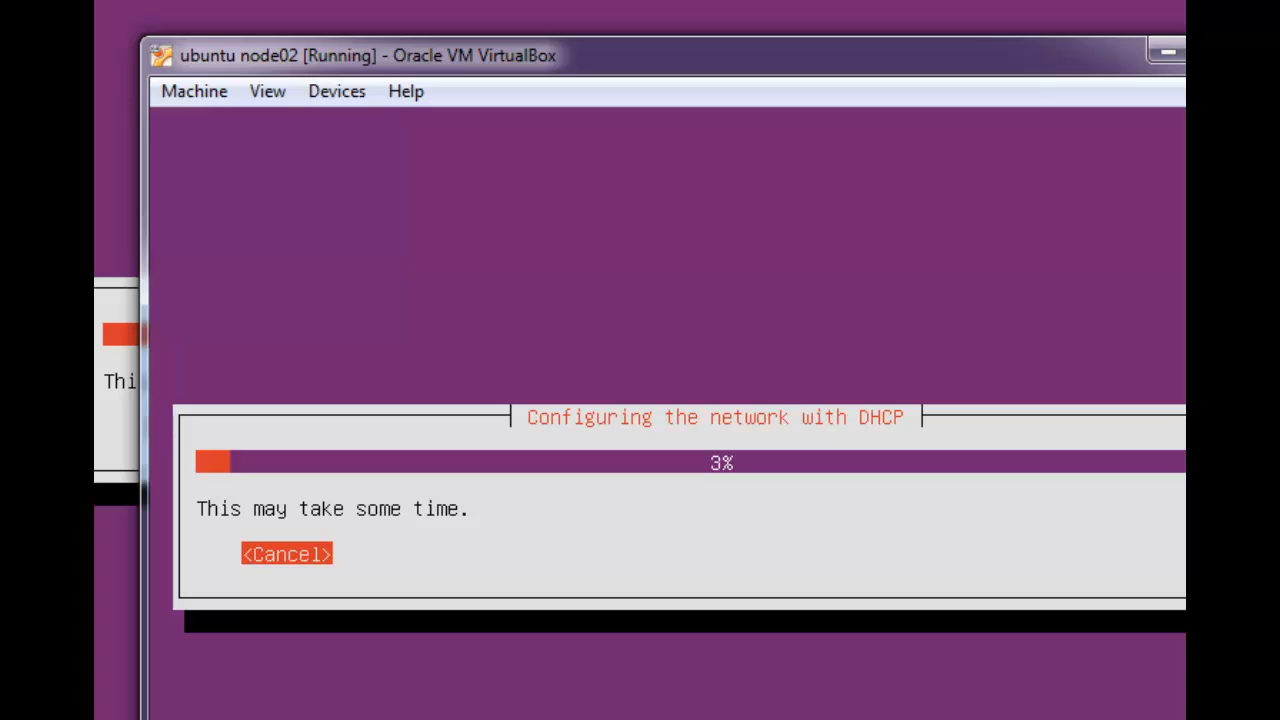 ubuntu node02 [Running] - Oracle VM VirtualBox
Machine View Devices Help
Thi
Configuring the network with DHCP
3%
This may take some time.
<Cancel>